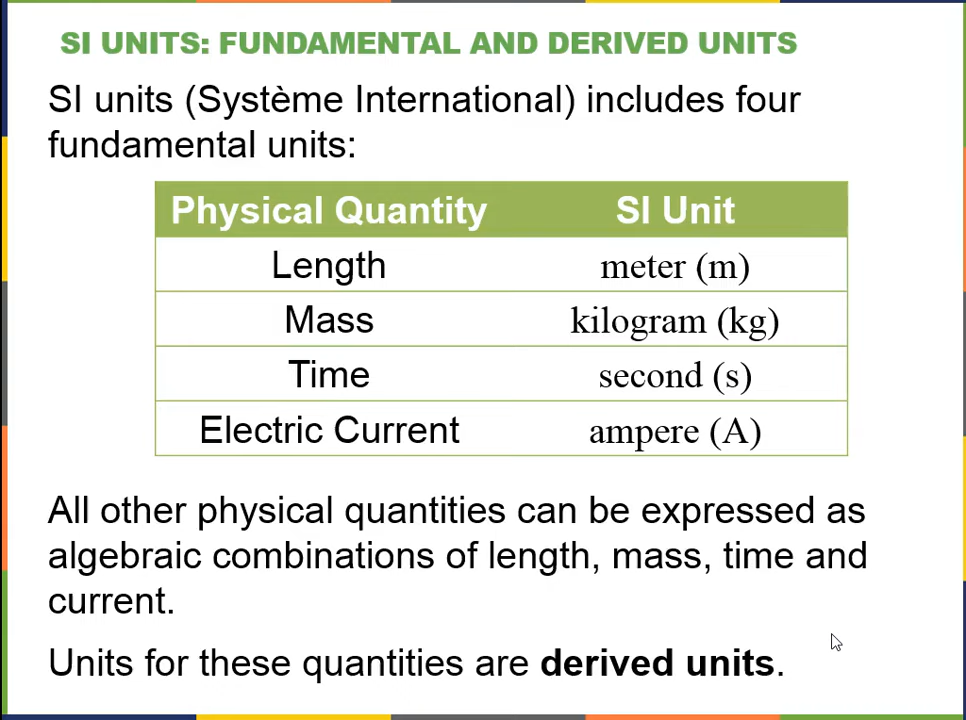 SI UNITS: FUNDAMENTAL AND DERIVED UNITS
SI units (Système International) includes four
fundamental units:
Physical Quantity SI Unit
Length meter (m)
Mass kilogram (kg)
Time second (s)
Electric Current ampere (A)
All other physical quantities can be expressed as
algebraic combinations of length, mass, time and
current.
Units for these quantities are derived units.